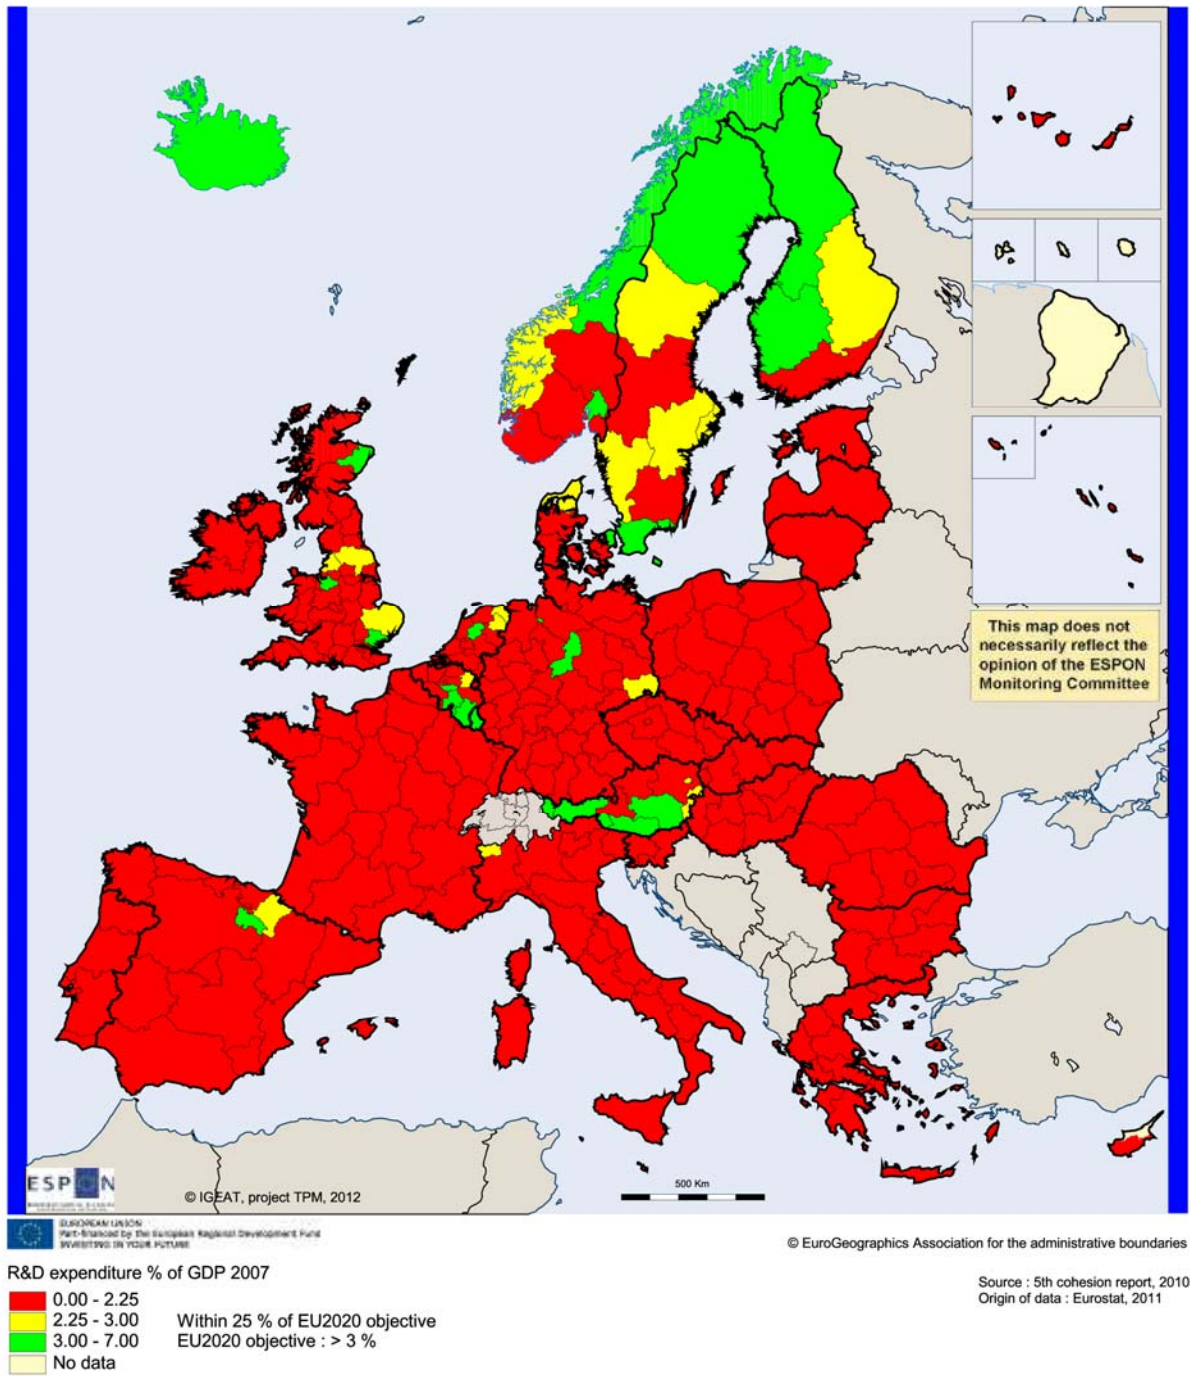 This map does not
necessarily reflect the
opinion of the ESPON
Monitoring Committee
500 Km
ESPON
© IGEAT, project TPM, 2012
EUROPEAN UNION
Part-financed by the European Regional Development Fund
INVESTING IN YOUR FUTURE
© EuroGeographics Association for the administrative boundaries
R&D expenditure % of GDP 2007
0.00 - 2.25
2.25 - 3.00 Within 25 % of EU2020 objective
3.00 - 7.00 EU2020 objective : > 3 %
No data
Source : 5th cohesion report, 2010
Origin of data : Eurostat, 2011